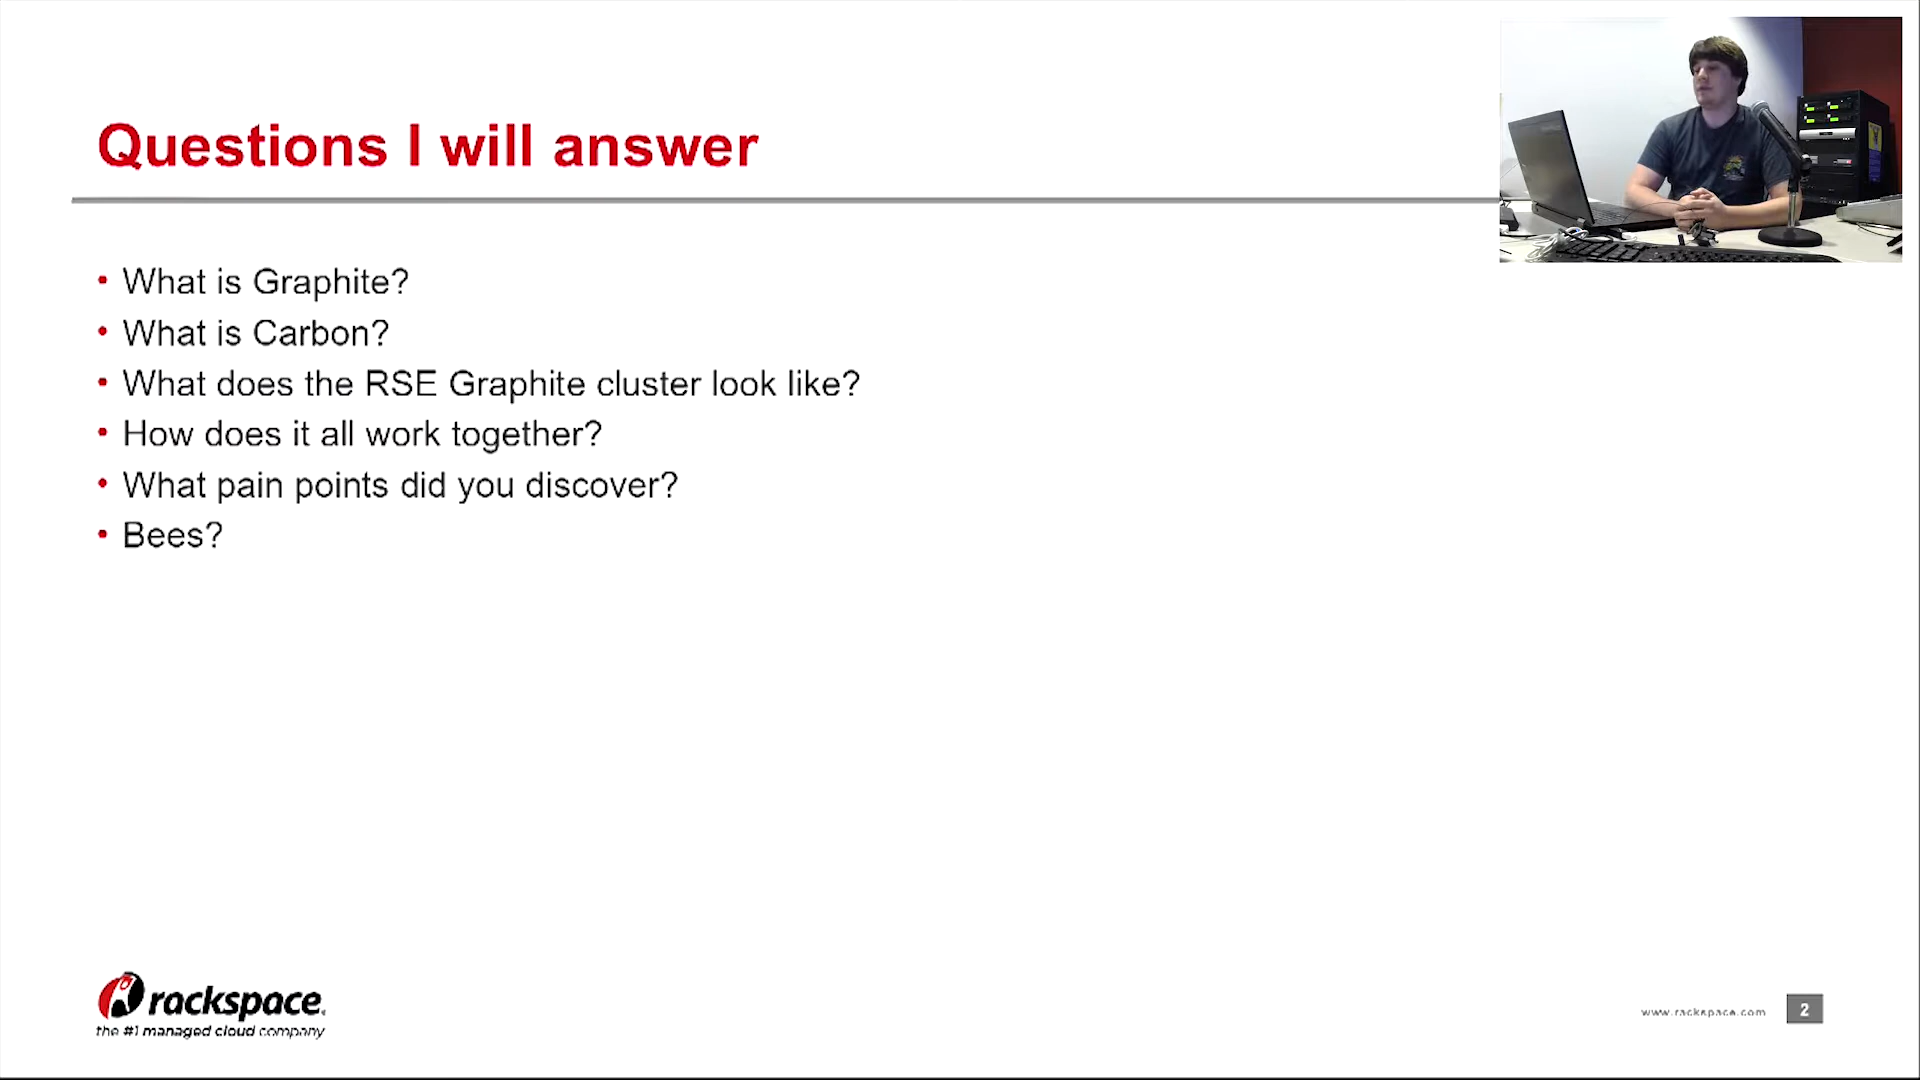 Questions I will answer
• What is Graphite?
• What is Carbon?
• What does the RSE Graphite cluster look like?
• How does it all work together?
• What pain points did you discover?
• Bees?
rackspace.
the #1 managed cloud company
www.rackspace.com
2